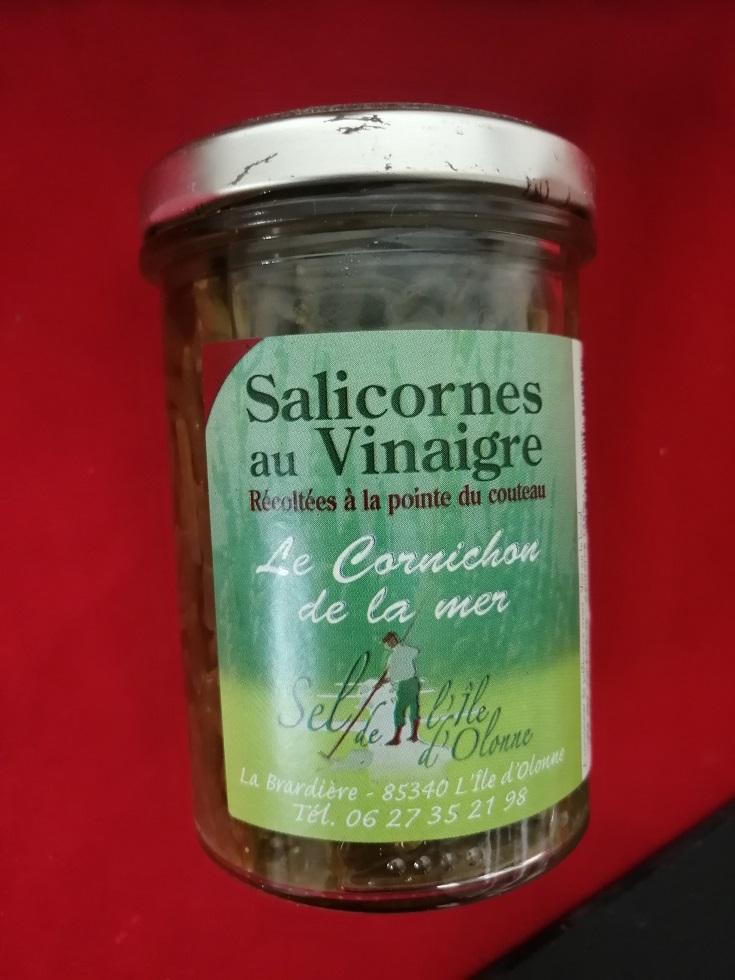 Salicornes
au Vinaigre
Récoltées à la pointe du couteau
Le Cornichon
de la mer
Sel de l'Île
d'Olonne
La Brardière - 85340 L'Île d'Olonne
Tél. 06 27 35 21 98